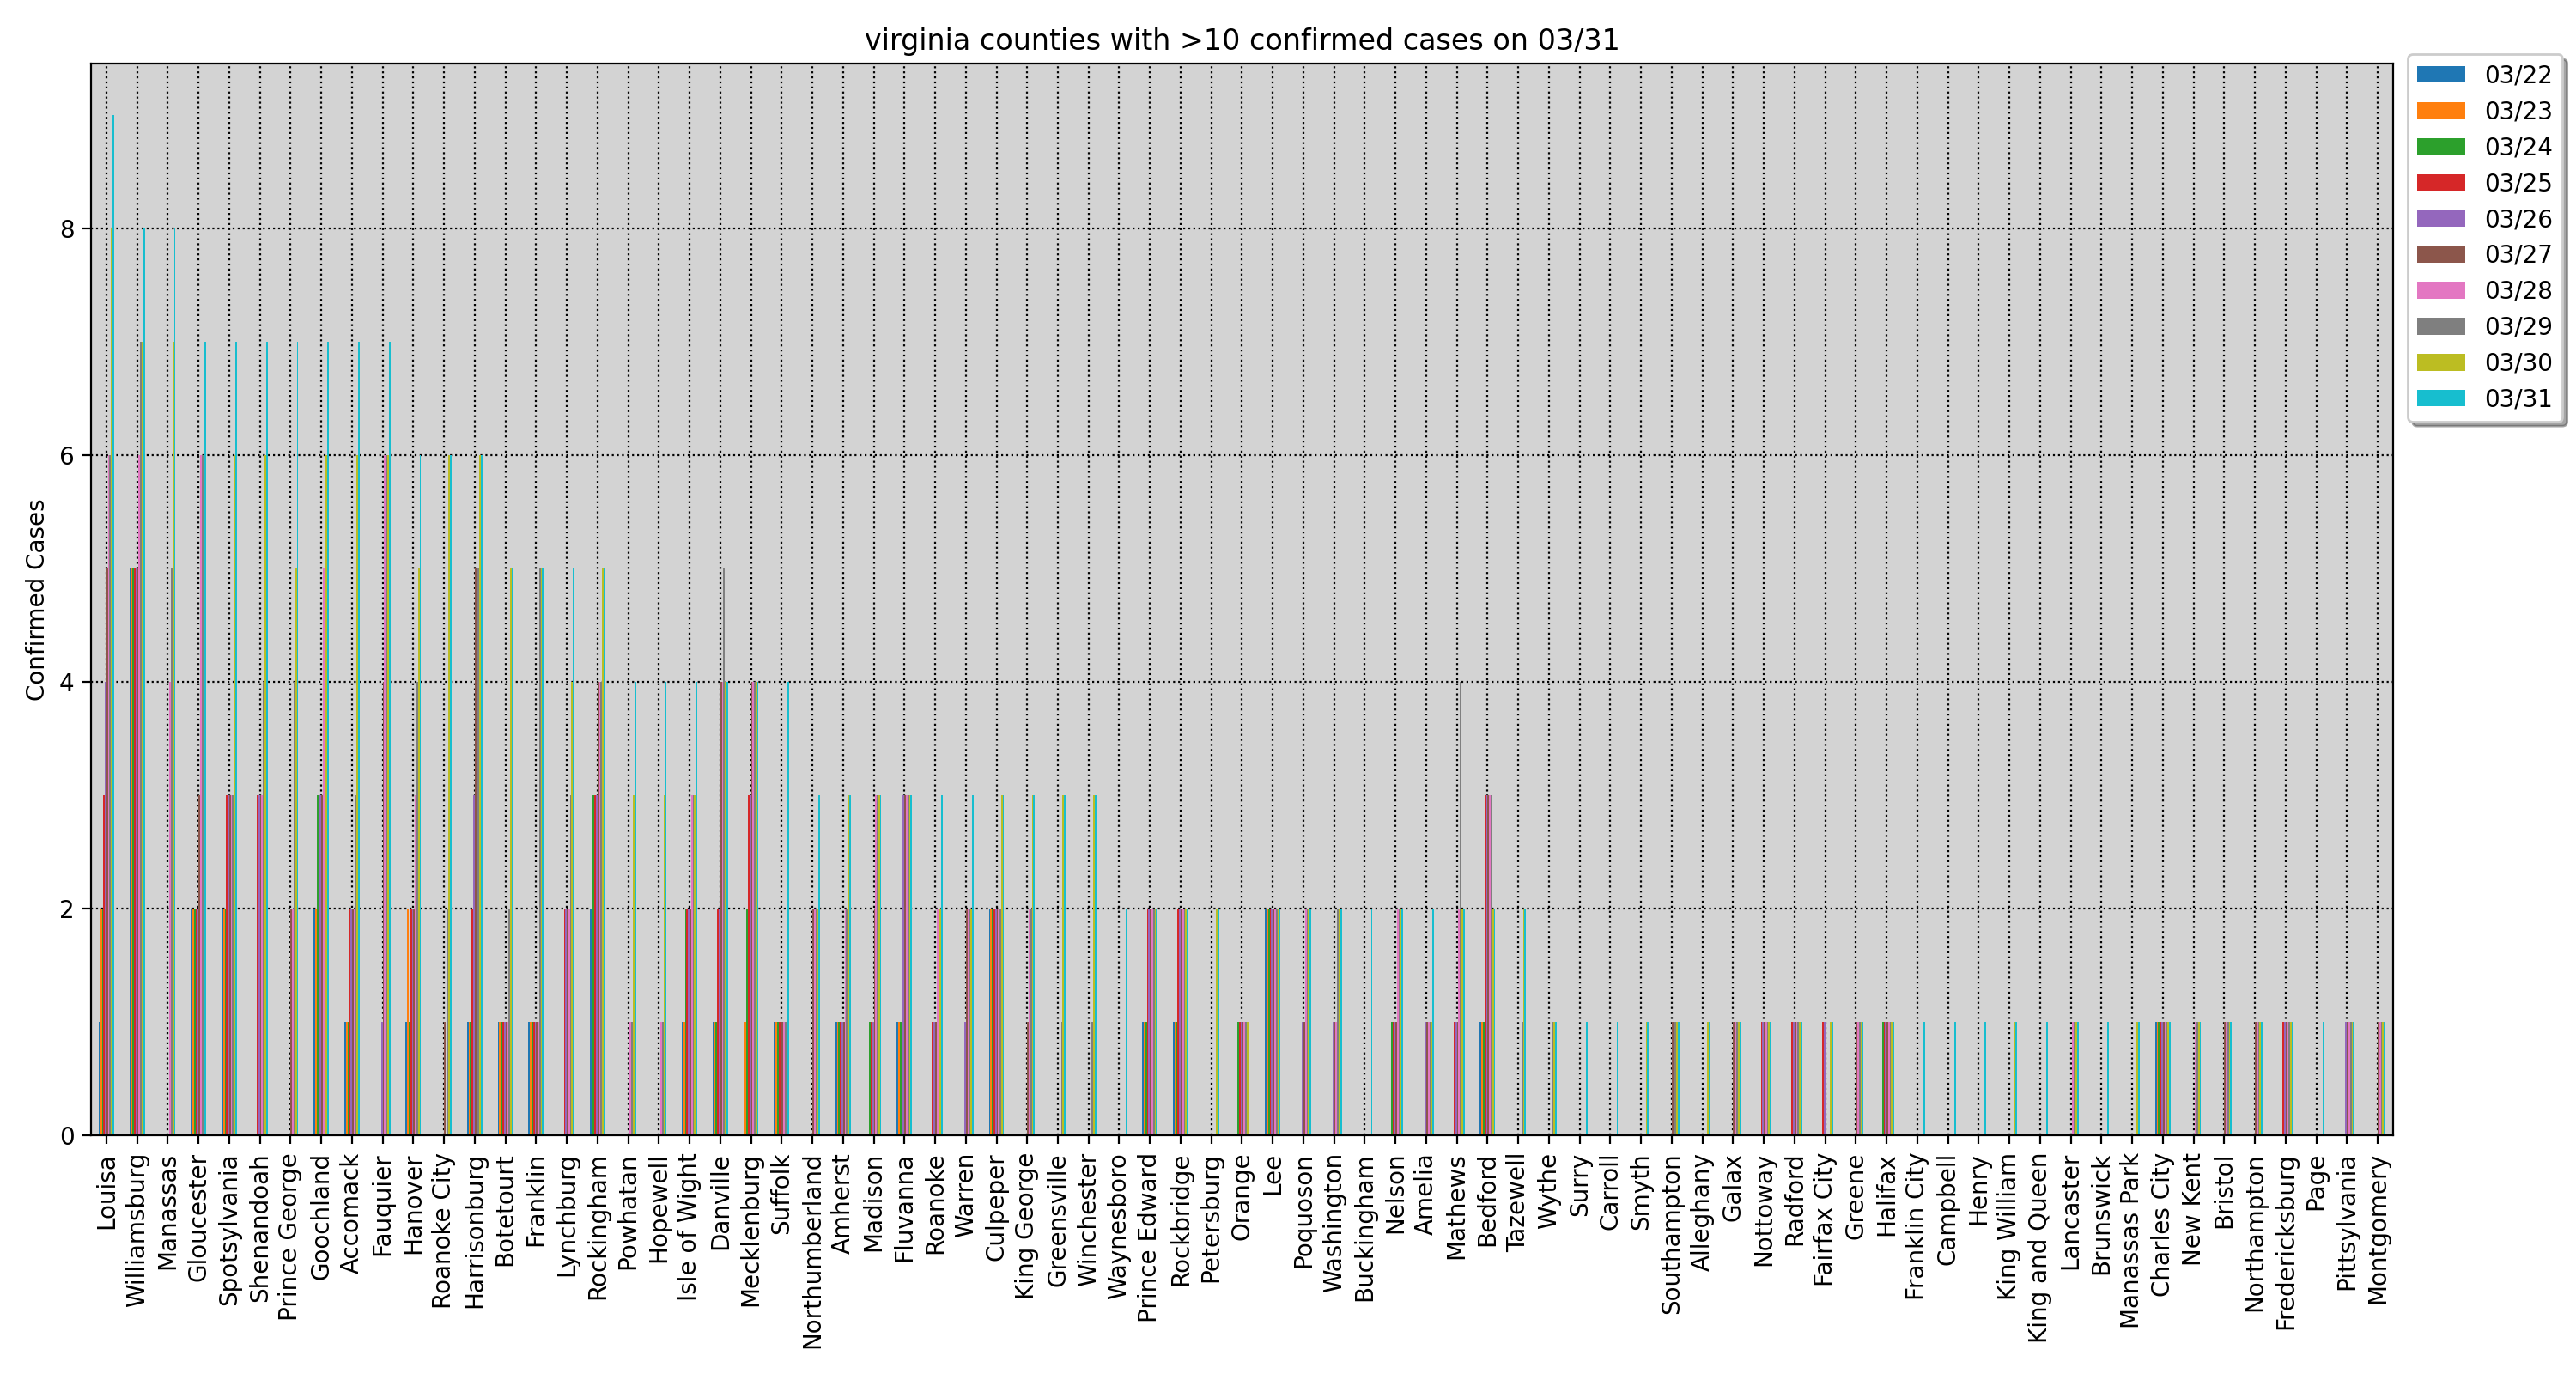 virginia counties with >10 confirmed cases on 03/31
03/22
03/23
03/24
03/25
03/26
03/27
03/28
03/29
03/30
03/31
Confirmed Cases
8
6
4
2
0
Louisa
Williamsburg
Manassas
Gloucester
Spotsylvania
Shenandoah
Prince George
Goochland
Accomack
Fauquier
Hanover
Roanoke City
Harrisonburg
Botetourt
Franklin
Lynchburg
Rockingham
Powhatan
Hopewell
Isle of Wight
Danville
Mecklenburg
Suffolk
Northumberland
Amherst
Madison
Fluvanna
Roanoke
Warren
Culpeper
King George
Greensville
Winchester
Waynesboro
Prince Edward
Rockbridge
Petersburg
Orange
Lee
Poquoson
Washington
Buckingham
Nelson
Amelia
Mathews
Bedford
Tazewell
Wythe
Surry
Carroll
Smyth
Southampton
Alleghany
Galax
Nottoway
Radford
Fairfax City
Greene
Halifax
Franklin City
Campbell
Henry
King William
King and Queen
Lancaster
Brunswick
Manassas Park
Charles City
New Kent
Bristol
Northampton
Fredericksburg
Page
Pittsylvania
Montgomery